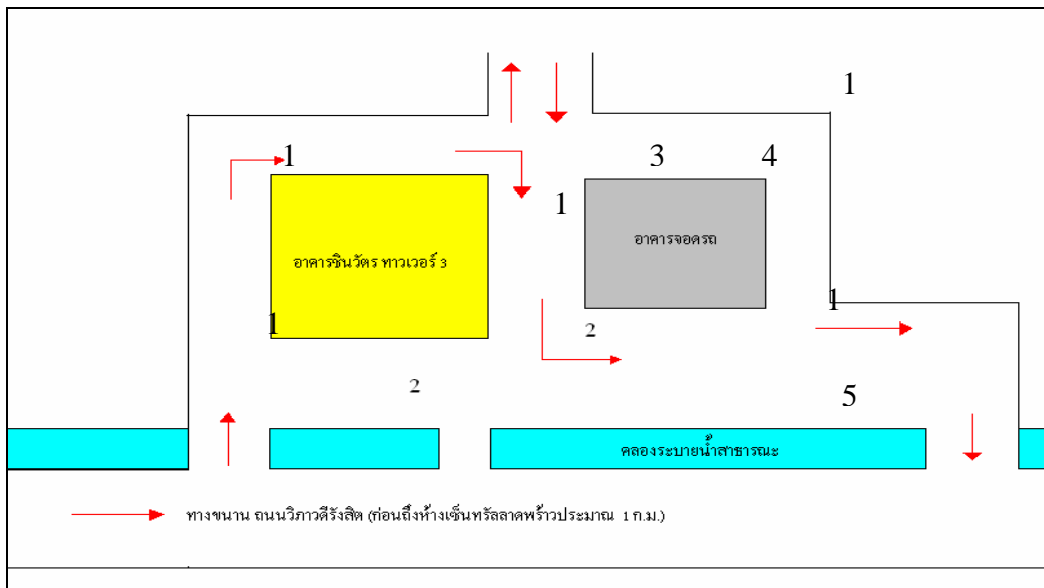 1
1
3
4
1
อาคารจอดรถ
อาคารชินวัตร ทาวเวอร์ 3
1
1
2
2
5
คลองระบายน้ำสาธารณะ
ทางขนาน ถนนวิภาวดีรังสิต (ก่อนถึงห้างเซ็นทรัลลาดพร้าวประมาณ 1 ก.ม.)